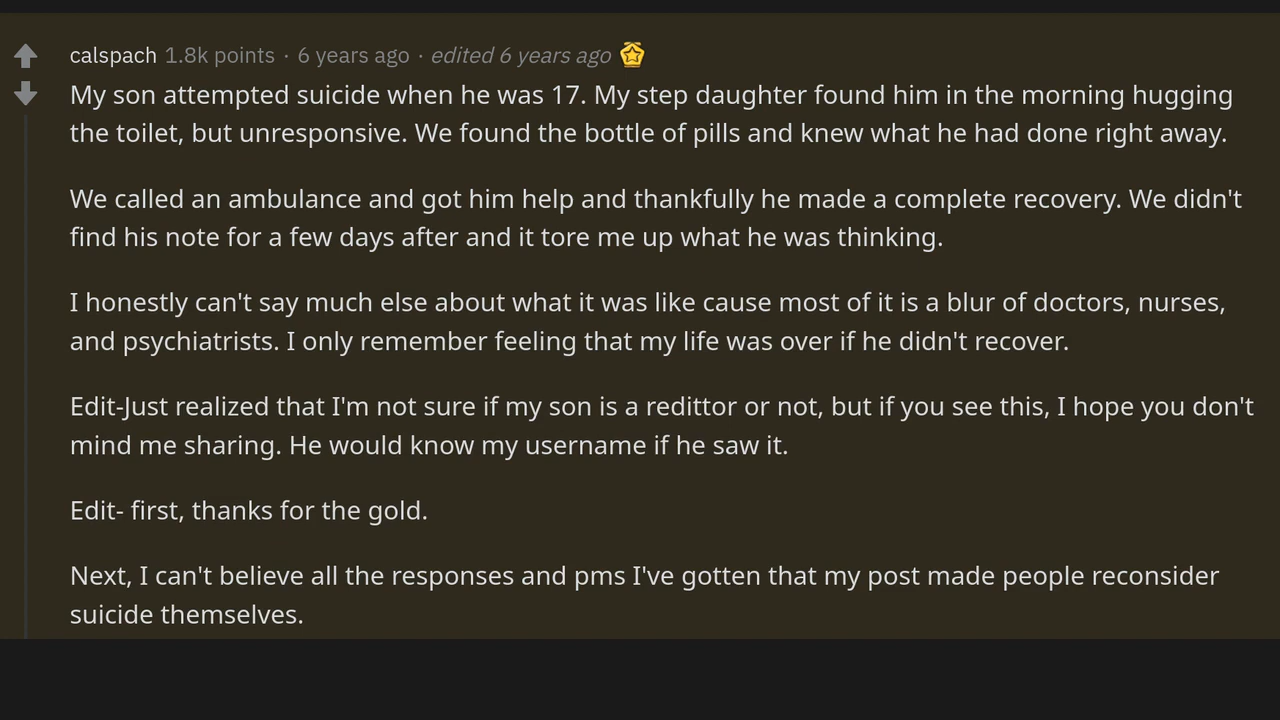 calspach 1.8k points · 6 years ago · edited 6 years ago
My son attempted suicide when he was 17. My step daughter found him in the morning hugging
the toilet, but unresponsive. We found the bottle of pills and knew what he had done right away.
We called an ambulance and got him help and thankfully he made a complete recovery. We didn't
find his note for a few days after and it tore me up what he was thinking.
I honestly can't say much else about what it was like cause most of it is a blur of doctors, nurses,
and psychiatrists. I only remember feeling that my life was over if he didn't recover.
Edit-Just realized that I'm not sure if my son is a redittor or not, but if you see this, I hope you don't
mind me sharing. He would know my username if he saw it.
Edit- first, thanks for the gold.
Next, I can't believe all the responses and pms I've gotten that my post made people reconsider
suicide themselves.